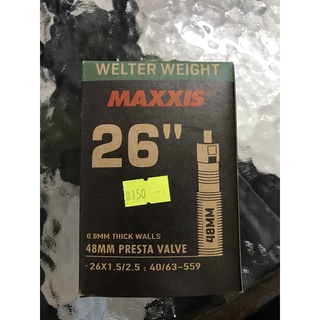 WELTER WEIGHT
MAXXIS
26"
฿150 -
48MM
0.8MM THICK WALLS
48MM PRESTA VALVE
• 26X1.5/2.5 ; 40/63-559